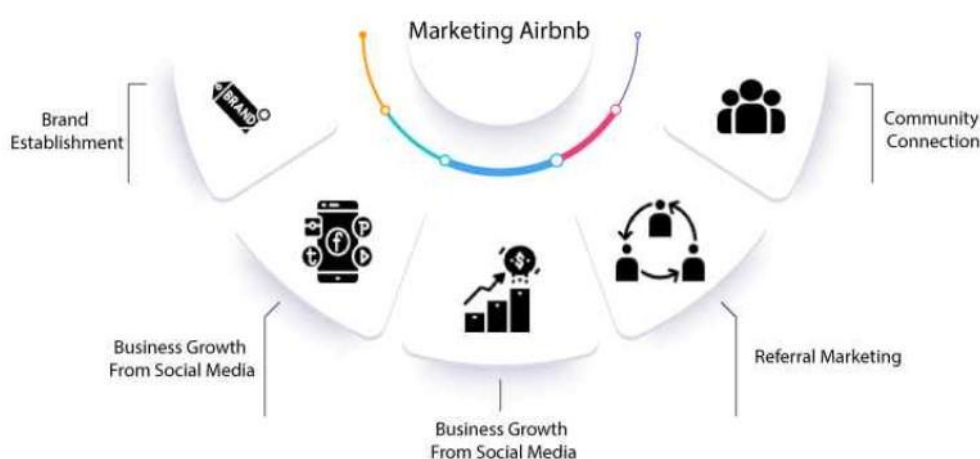 Marketing Airbnb
BRAND
Brand
Establishment
Community
Connection
f
P
t
Business Growth
From Social Media
$
Referral Marketing
Business Growth
From Social Media